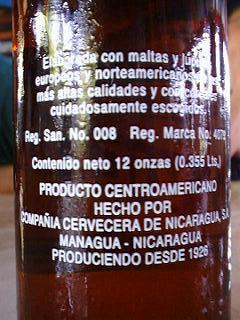 Elaborada con maltas y
europeos y norteamericanos
más altas calidades y
cuidadosamente escogidos.
Reg. San. No. 008 Reg. Marca No. 4076
Contenido neto 12 onzas (0.355 Lts.)
PRODUCTO CENTROAMERICANO
HECHO POR
COMPAÑIA CERVECERA DE NICARAGUA, S.A
MANAGUA - NICARAGUA
PRODUCIENDO DESDE 1926